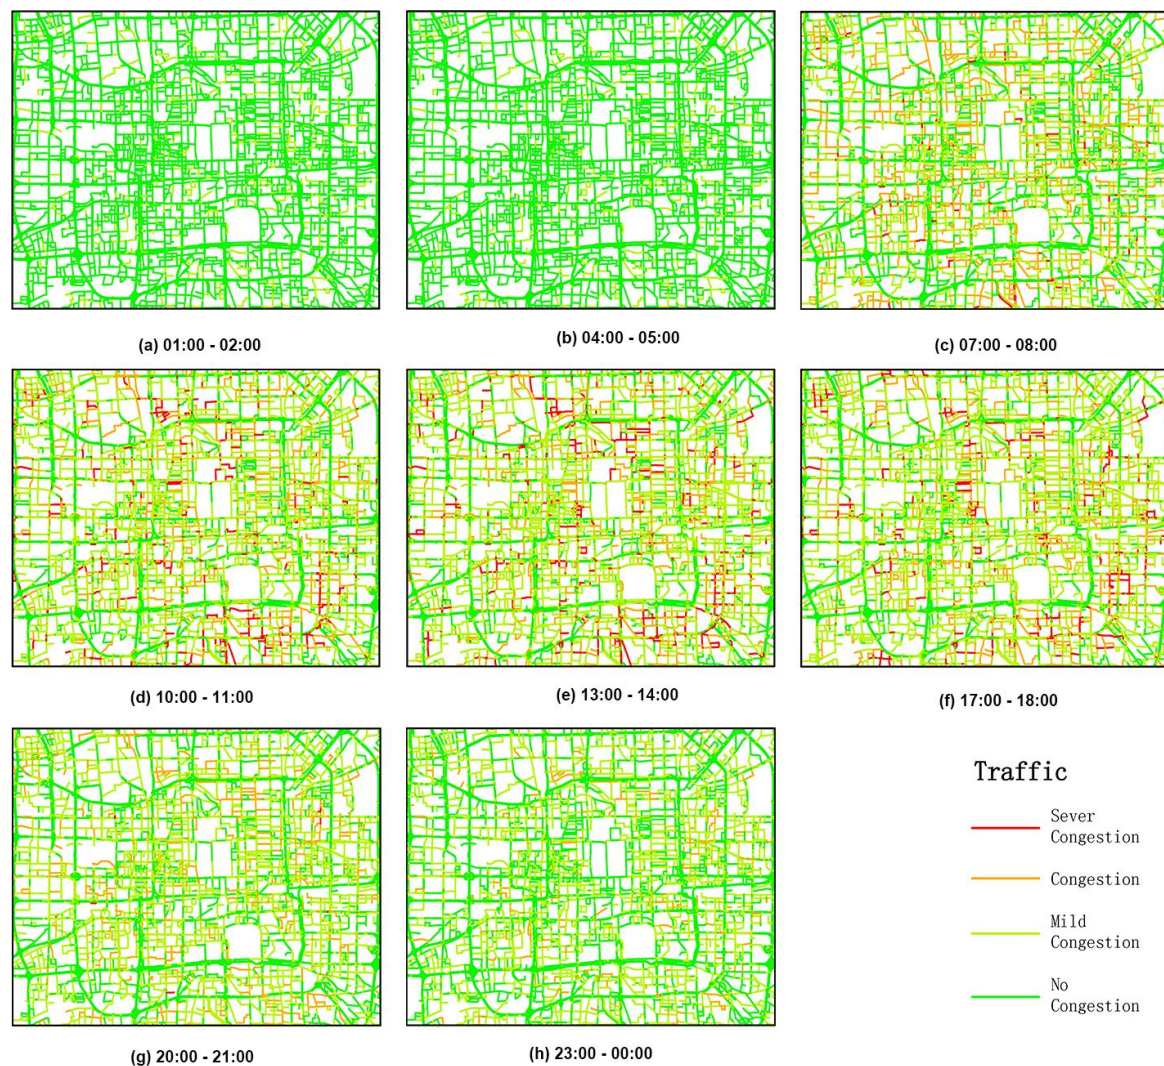 (a) 01:00 - 02:00
(b) 04:00 - 05:00
(c) 07:00 - 08:00
(d) 10:00 - 11:00
(e) 13:00 - 14:00
(f) 17:00 - 18:00
Traffic
Sever
Congestion
Congestion
Mild
Congestion
No
Congestion
(g) 20:00 - 21:00
(h) 23:00 - 00:00